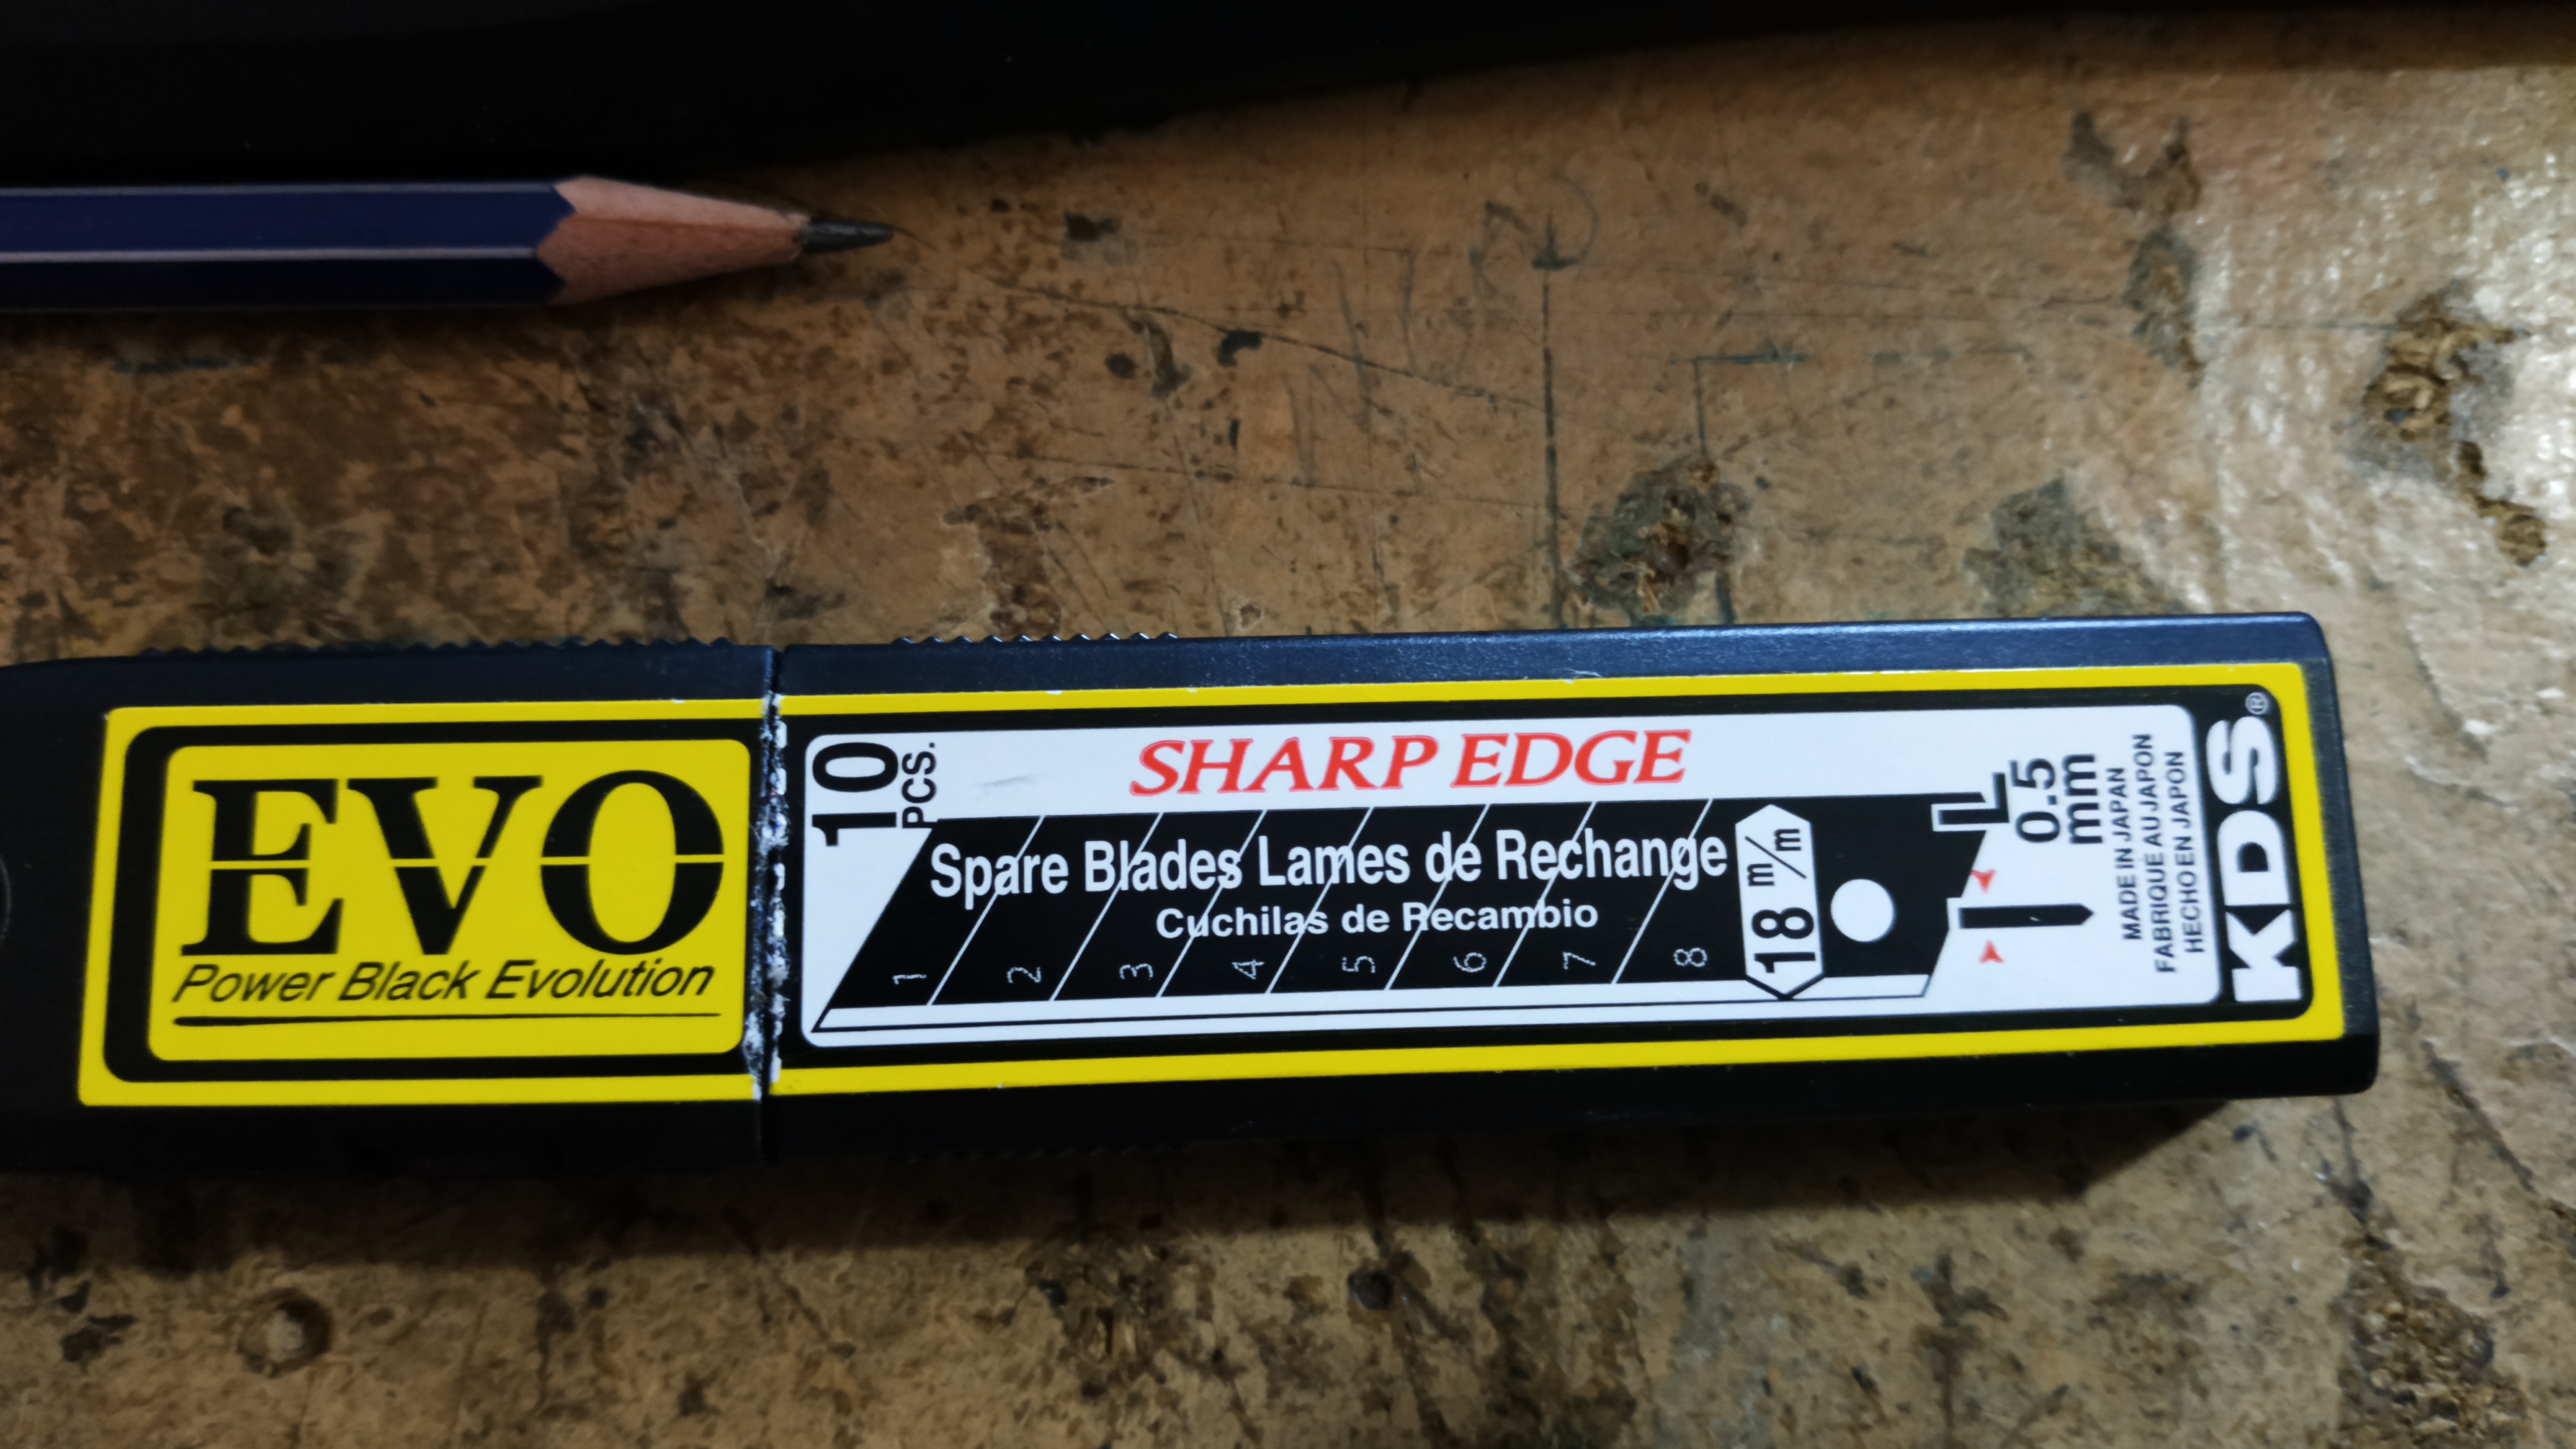 EVO
Power Black Evolution
10
PCS.
SHARP EDGE
Spare Blades Lames de Rechange
Cuchilas de Recambio
1 2 3 4 5 6 7 8
18 m/m
0.5
mm
MADE IN JAPAN
FABRIQUÉ AU JAPON
HECHO EN JAPON
KDS®